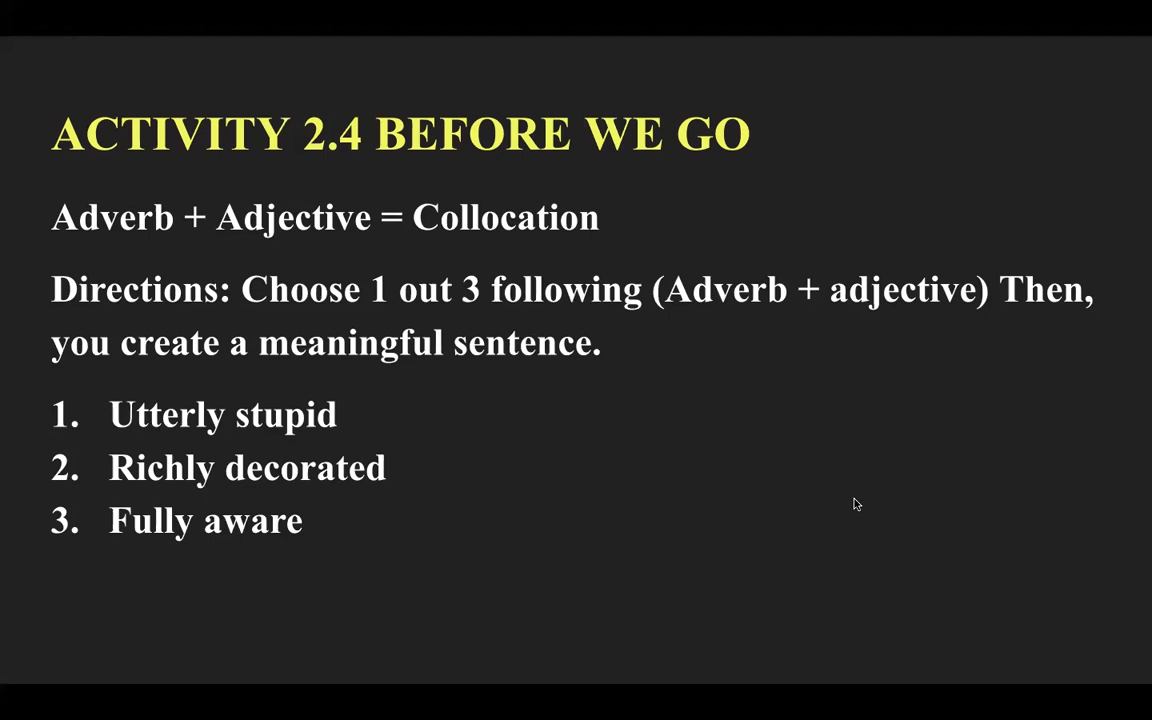 ACTIVITY 2.4 BEFORE WE GO
Adverb + Adjective = Collocation
Directions: Choose 1 out 3 following (Adverb + adjective) Then,
you create a meaningful sentence.
1. Utterly stupid
2. Richly decorated
3. Fully aware